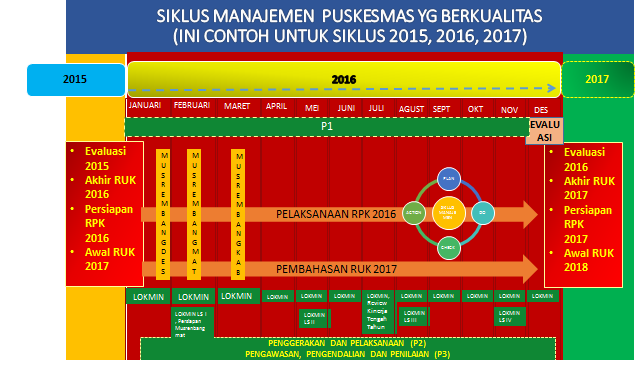 SIKLUS MANAJEMEN PUSKESMAS YG BERKUALITAS
(INI CONTOH UNTUK SIKLUS 2015, 2016, 2017)
2015
2016
2017
JANUARI
FEBRUARI
MARET
APRIL
MEI
JUNI
JULI
AGUST
SEPT
OKT
NOV
DES
P1
EVALU
ASI
• Evaluasi
2015
• Akhir RUK
2016
• Persiapan
RPK
2016
• Awal RUK
2017
MUSREMBANGDES
MUSREMBANGMAT
MUSREMBANGKAB
PLAN
DO
CHECK
ACTION
PELAKSANAAN RPK 2016
PEMBAHASAN RUK 2017
• Evaluasi
2016
• Akhir RUK
2017
• Persiapan
RPK
2017
• Awal RUK
2018
LOKMIN
LOKMIN
LOKMIN
LOKMIN
LOKMIN
LOKMIN
LOKMIN,
Review
Kinerja
Tengah
Tahun
LOKMIN
LOKMIN
LOKMIN
LOKMIN
LOKMIN
LOKMIN LS I
, Persiapan
Musrenbang
mat
LOKMIN
LS II
LOKMIN
LS III
LOKMIN
LS IV
PENGGERAKAN DAN PELAKSANAAN (P2)
PENGAWASAN, PENGENDALIAN DAN PENILAIAN (P3)